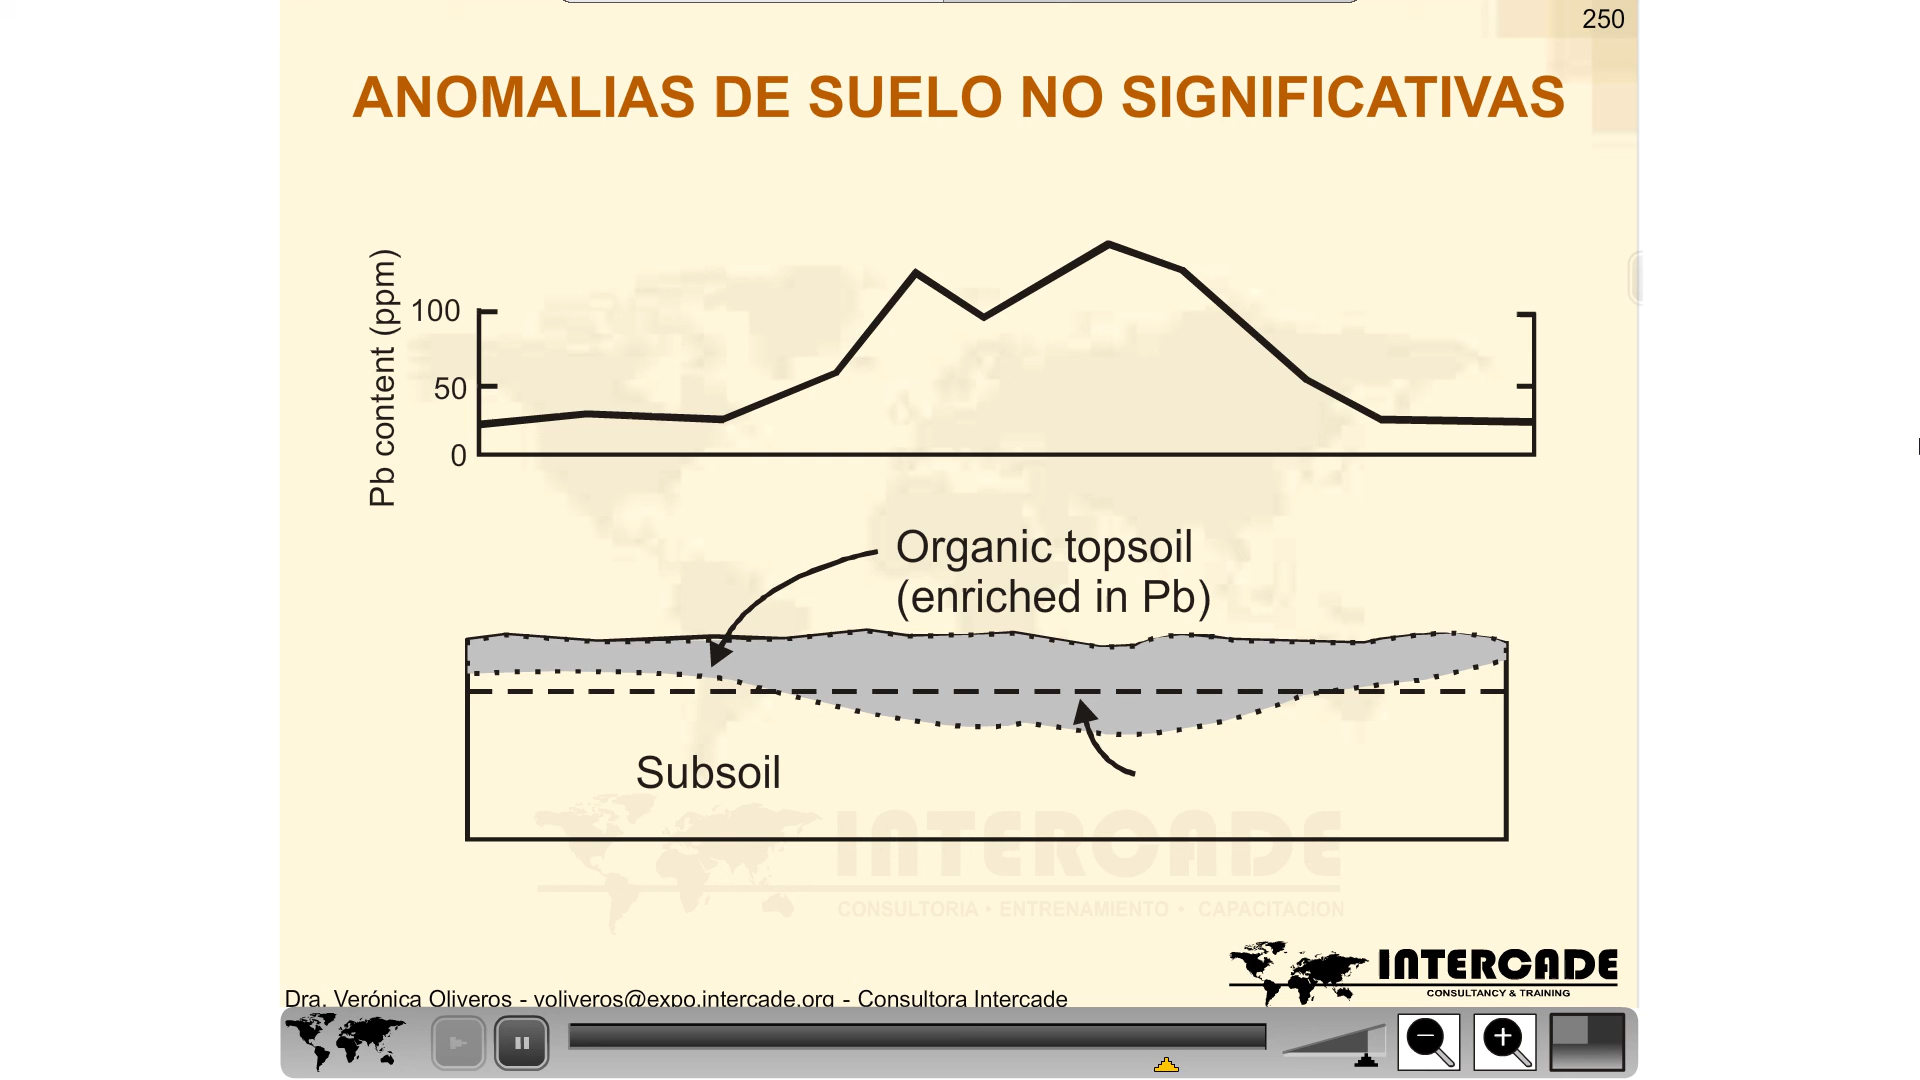 250
ANOMALIAS DE SUELO NO SIGNIFICATIVAS
Pb content (ppm)
100
50
0
Organic topsoil
(enriched in Pb)
Subsoil
INTERCADE
CONSULTORIA • ENTRENAMIENTO • CAPACITACION
INTERCADE
CONSULTANCY & TRAINING
Dra. Verónica Oliveros - voliveros@expo.intercade.org - Consultora Intercade